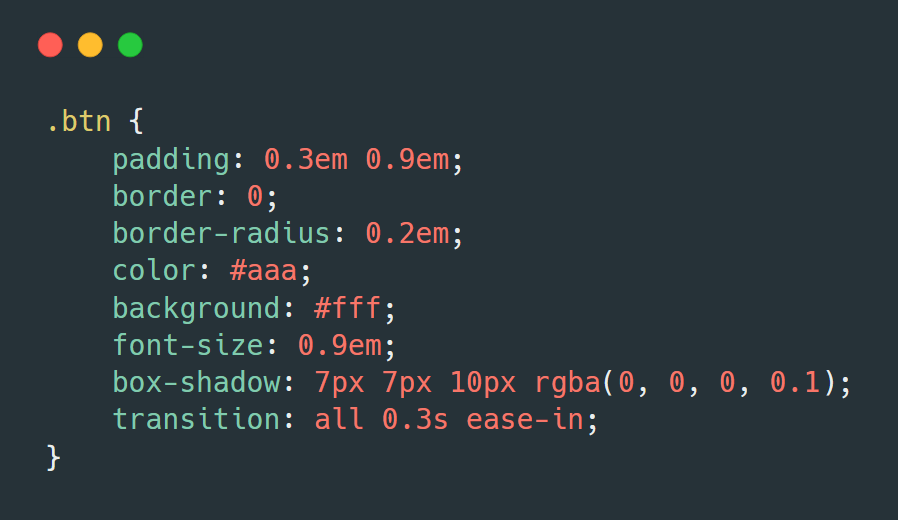 .btn {
    padding: 0.3em 0.9em;
    border: 0;
    border-radius: 0.2em;
    color: #aaa;
    background: #fff;
    font-size: 0.9em;
    box-shadow: 7px 7px 10px rgba(0, 0, 0, 0.1);
    transition: all 0.3s ease-in;
}